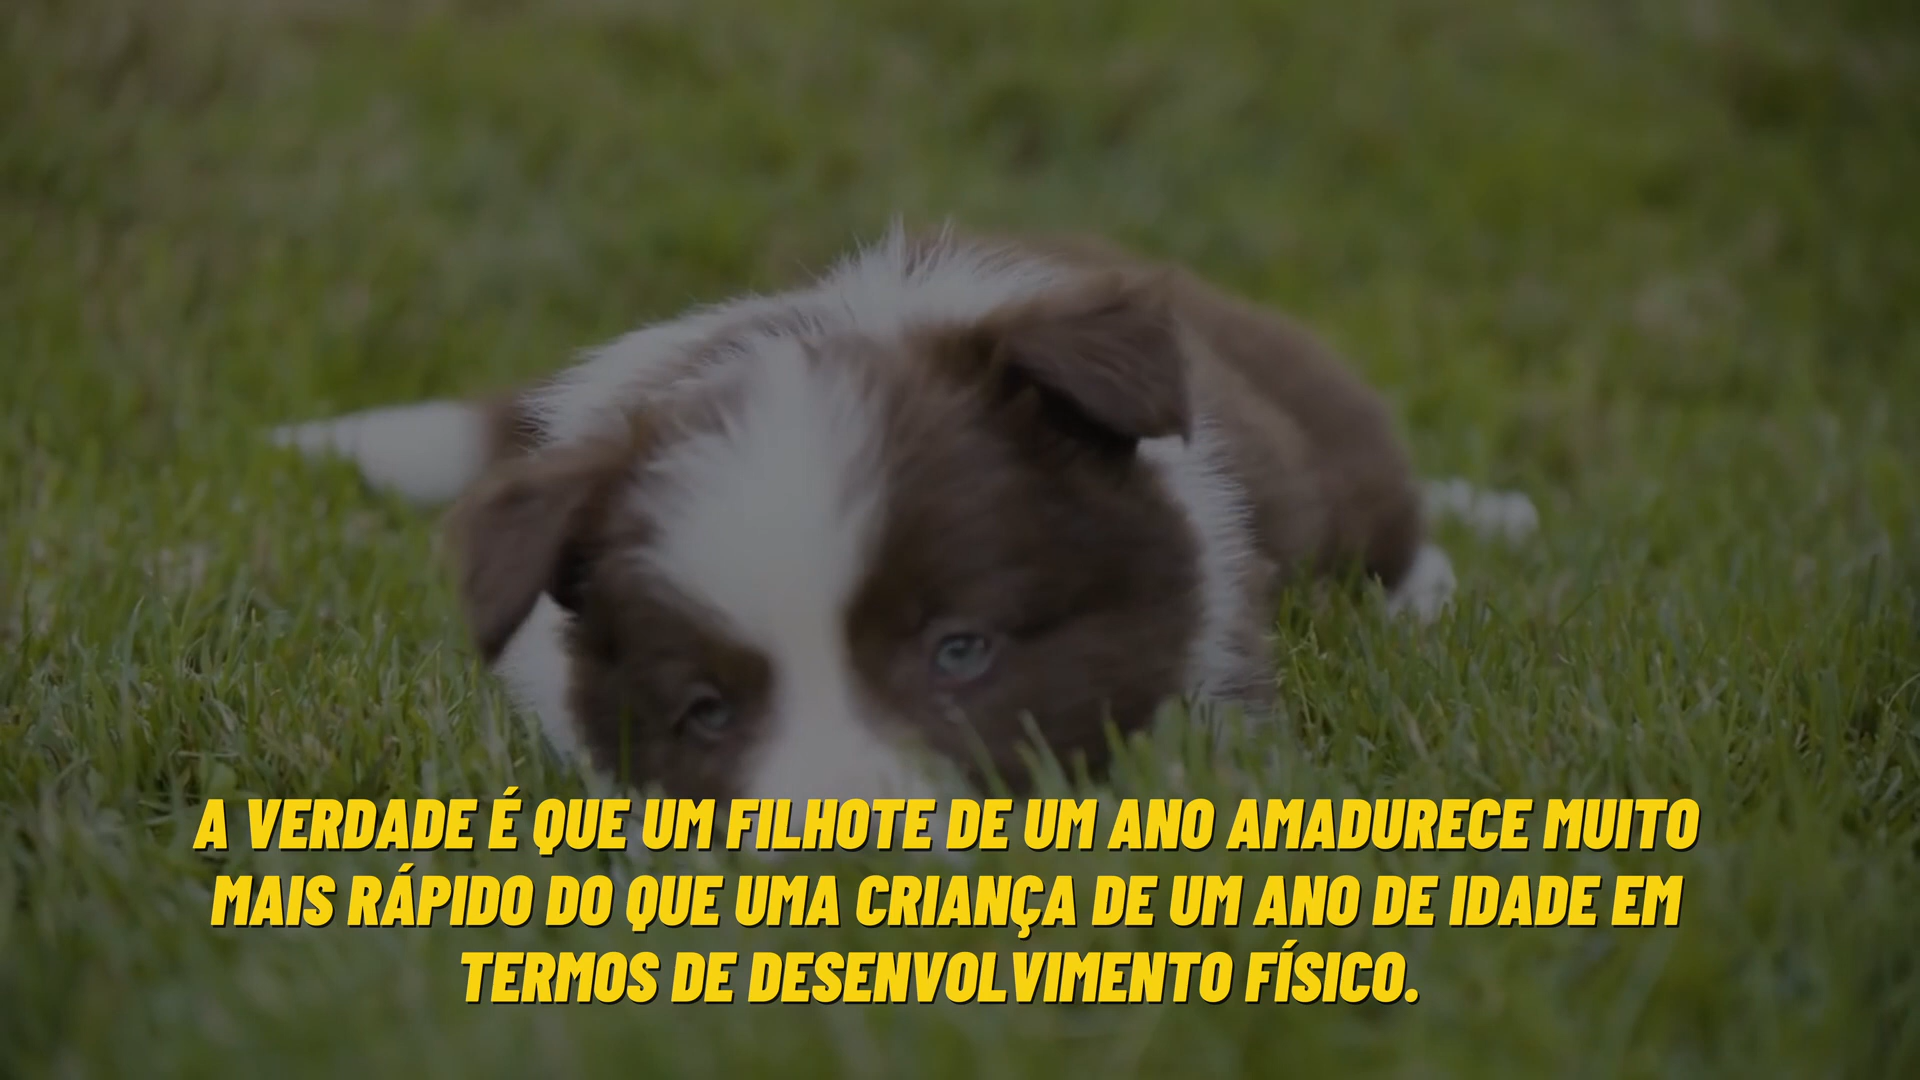 A VERDADE É QUE UM FILHOTE DE UM ANO AMADURECE MUITO
MAIS RÁPIDO DO QUE UMA CRIANÇA DE UM ANO DE IDADE EM
TERMOS DE DESENVOLVIMENTO FÍSICO.